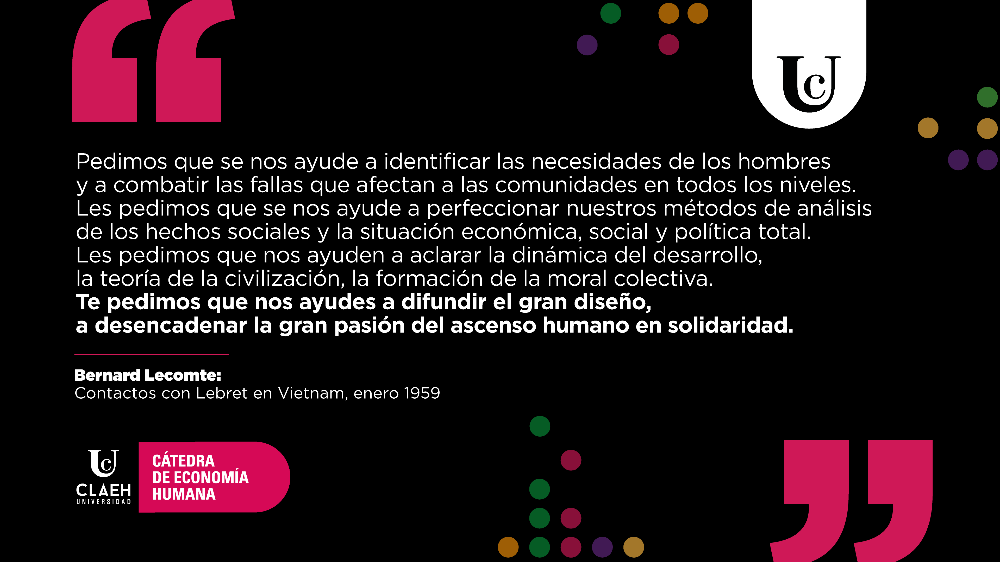 “
UC
Pedimos que se nos ayude a identificar las necesidades de los hombres
y a combatir las fallas que afectan a las comunidades en todos los niveles.
Les pedimos que se nos ayude a perfeccionar nuestros métodos de análisis
de los hechos sociales y la situación económica, social y política total.
Les pedimos que nos ayuden a aclarar la dinámica del desarrollo,
la teoría de la civilización, la formación de la moral colectiva.
Te pedimos que nos ayudes a difundir el gran diseño,
a desencadenar la gran pasión del ascenso humano en solidaridad.
Bernard Lecomte:
Contactos con Lebret en Vietnam, enero 1959
UC
CLAEH
UNIVERSIDAD
CÁTEDRA
DE ECONOMÍA
HUMANA
”